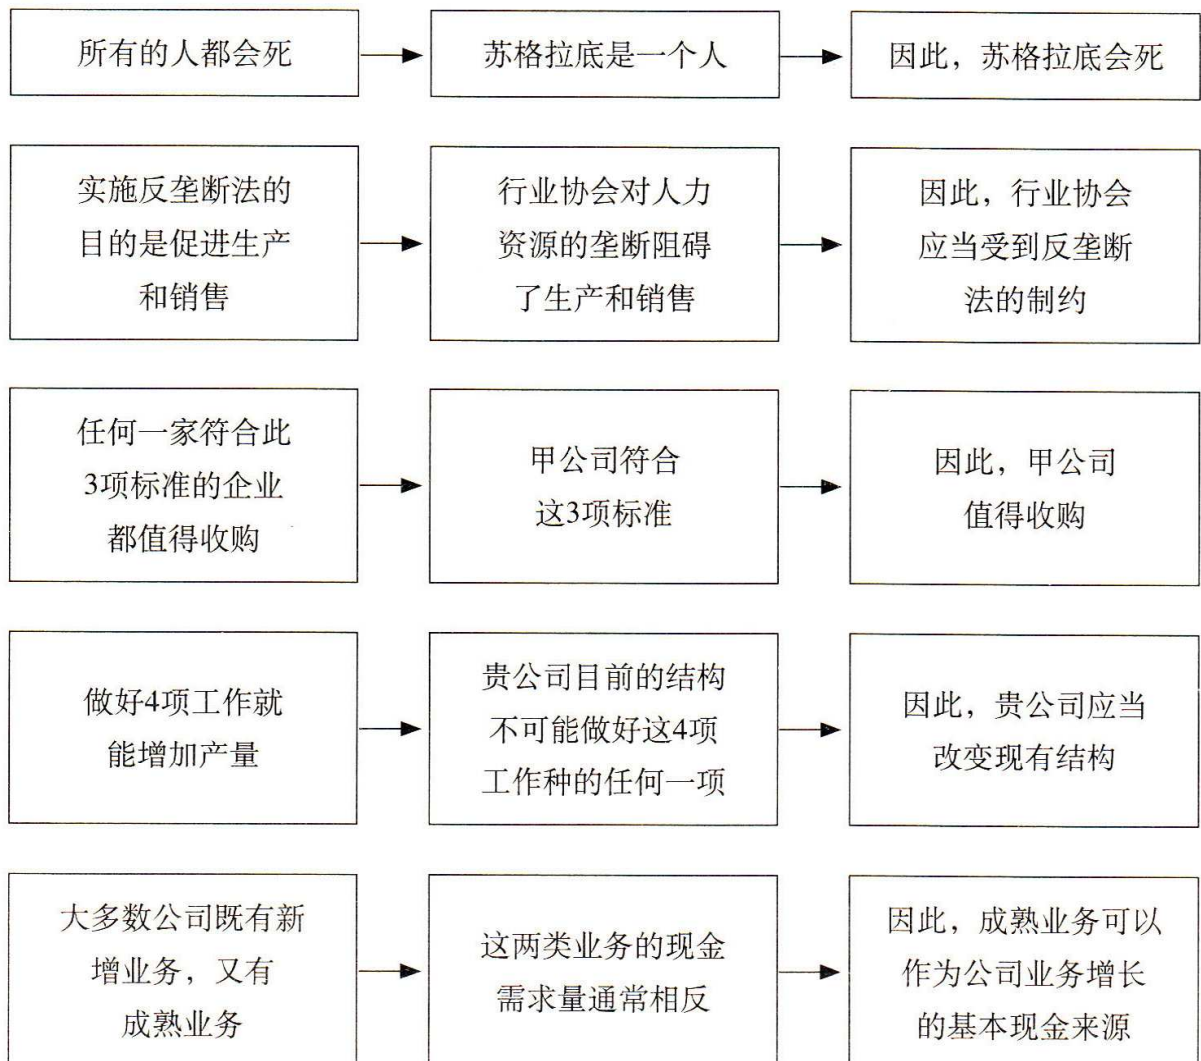 所有的人都会死
苏格拉底是一个人
因此，苏格拉底会死
实施反垄断法的
目的是促进生产
和销售
行业协会对人力
资源的垄断阻碍
了生产和销售
因此，行业协会
应当受到反垄断
法的制约
任何一家符合此
3项标准的企业
都值得收购
甲公司符合
这3项标准
因此，甲公司
值得收购
做好4项工作就
能增加产量
贵公司目前的结构
不可能做好这4项
工作种的任何一项
因此，贵公司应当
改变现有结构
大多数公司既有新
增业务，又有
成熟业务
这两类业务的现金
需求量通常相反
因此，成熟业务可以
作为公司业务增长
的基本现金来源